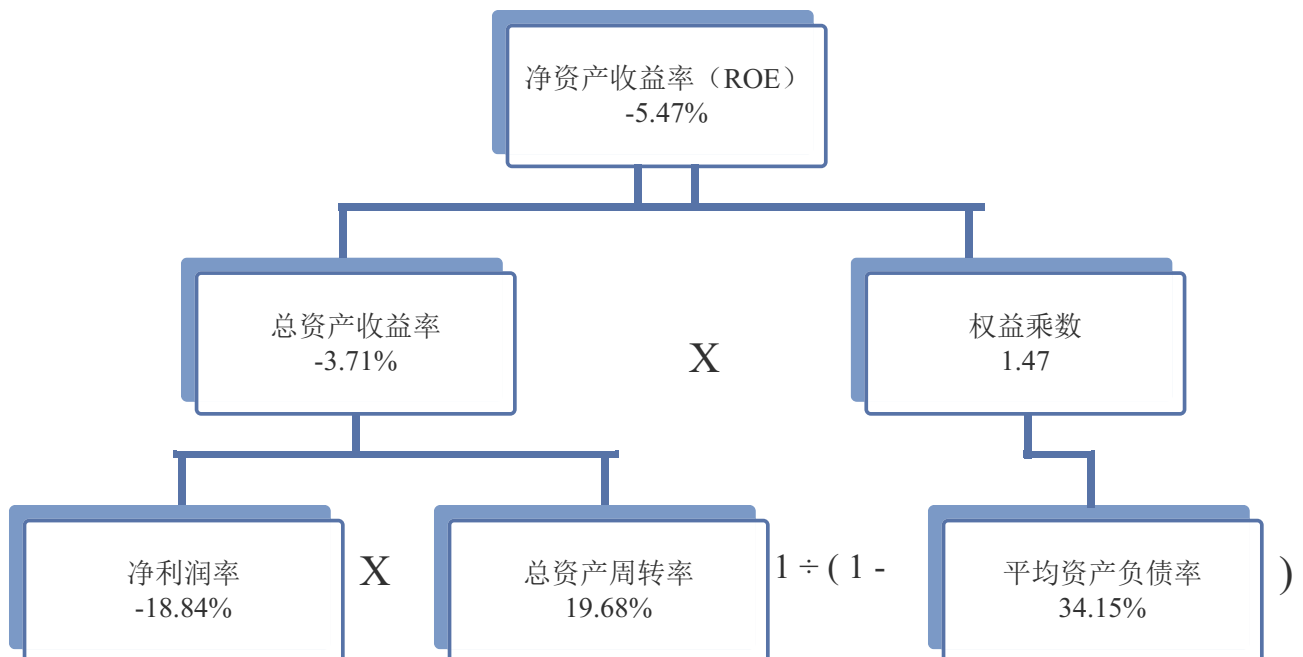 净资产收益率（ROE）
-5.47%
总资产收益率
-3.71%
X
权益乘数
1.47
净利润率
-18.84%
X
总资产周转率
19.68%
1 ÷ ( 1 -
平均资产负债率
34.15%
)